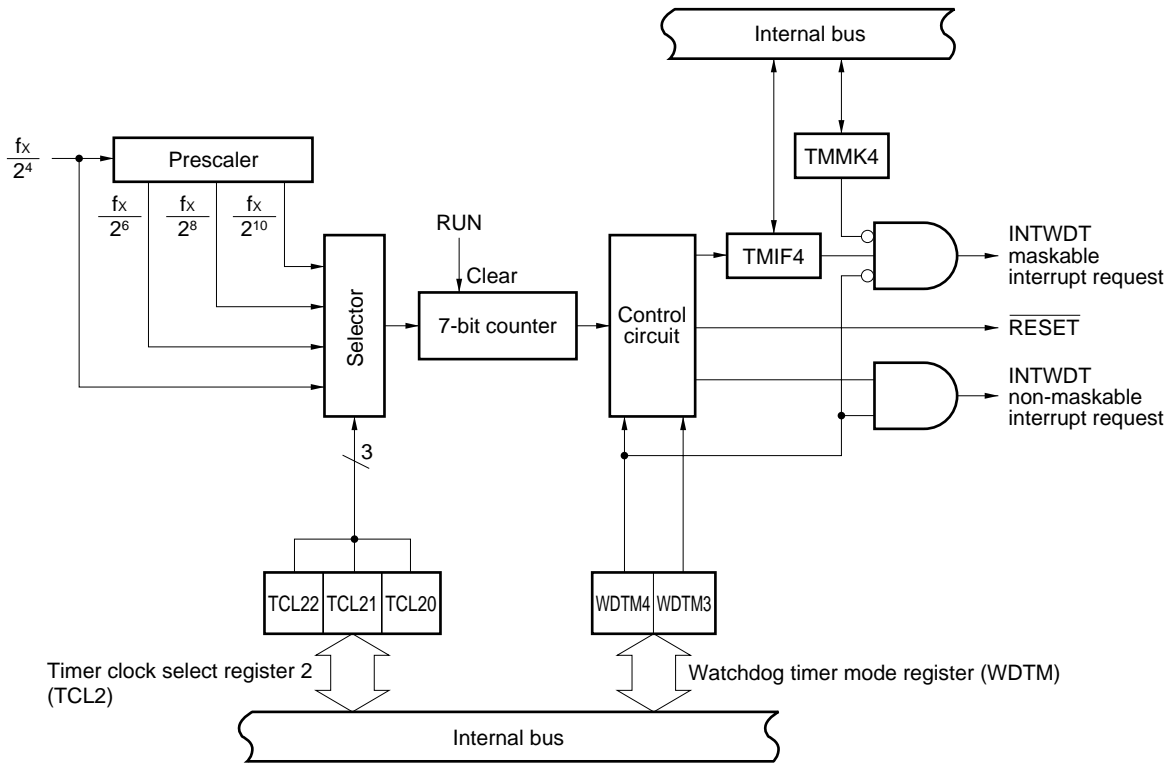 Internal bus
fX
2⁴
Prescaler
TMMK4
fX
2⁶
fX
2⁸
fX
2¹⁰
RUN
Clear
Selector
7-bit counter
Control
circuit
TMIF4
INTWDT
maskable
interrupt request
RESET
INTWDT
non-maskable
interrupt request
3
TCL22 TCL21 TCL20
WDTM4 WDTM3
Timer clock select register 2
(TCL2)
Watchdog timer mode register (WDTM)
Internal bus